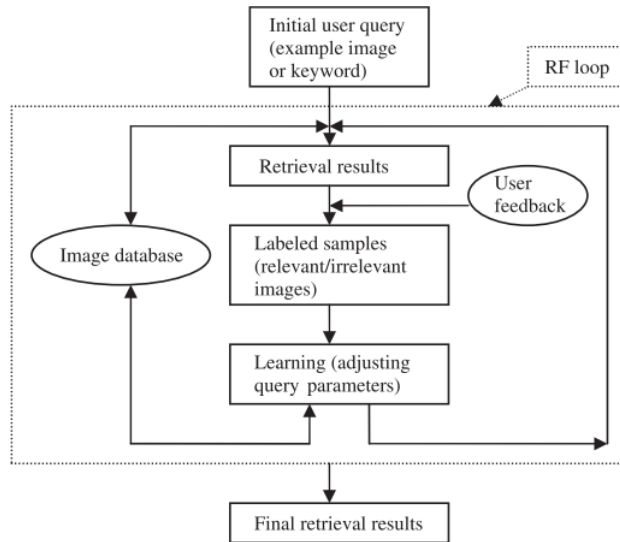 Initial user query
(example image
or keyword)
RF loop
Retrieval results
User
feedback
Image database
Labeled samples
(relevant/irrelevant
images)
Learning (adjusting
query parameters)
Final retrieval results